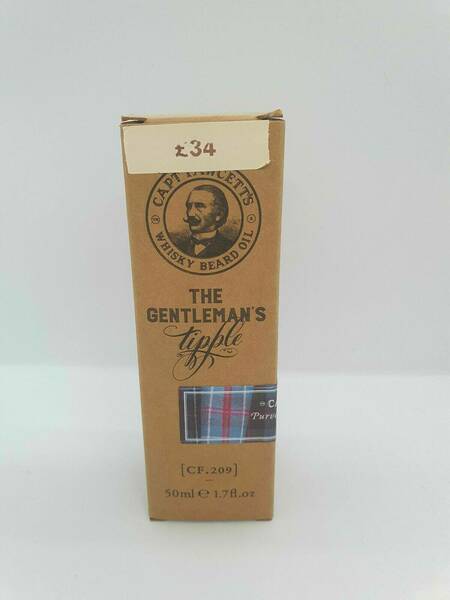 £34
CAPT FAWCETT'S
WHISKY BEARD OIL
THE
GENTLEMAN'S
tipple
[CF.209]
50ml ℮ 1.7fl.oz